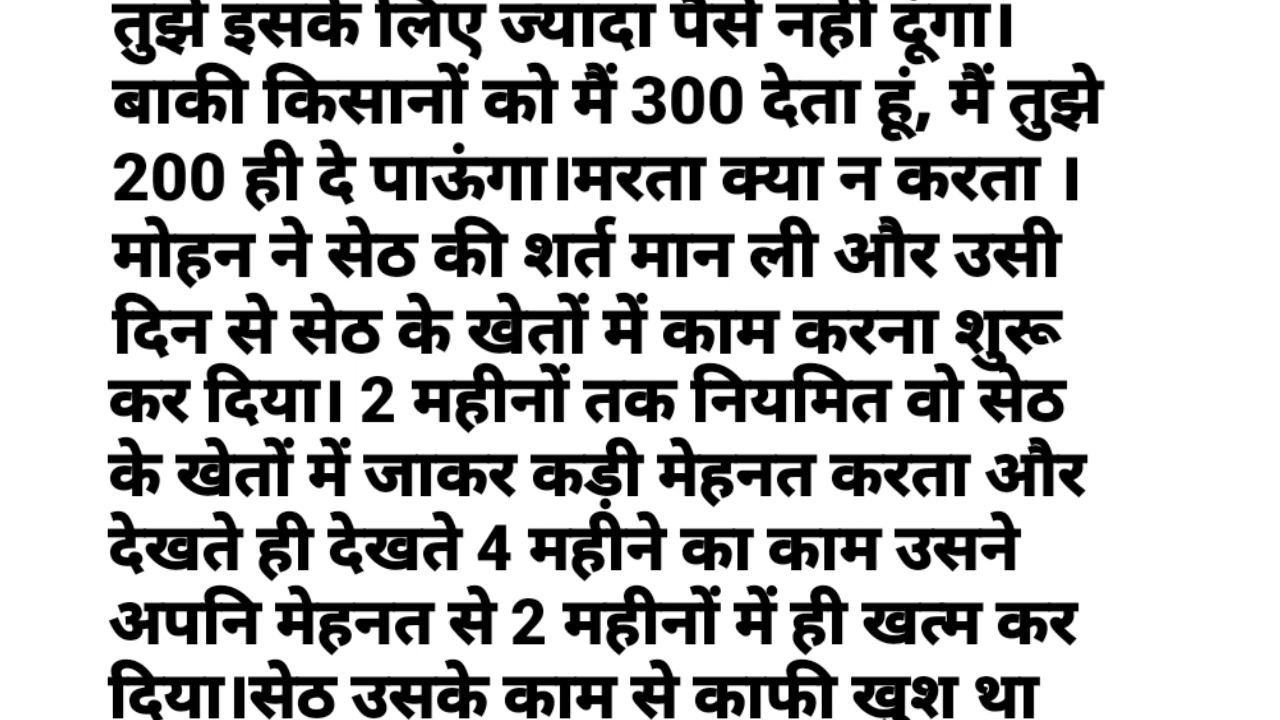 तुझे इसके लिए ज्यादा पैसे नहीं दूंगा।
बाकी किसानों को मैं 300 देता हूं, मैं तुझे
200 ही दे पाऊंगा।मरता क्या न करता ।
मोहन ने सेठ की शर्त मान ली और उसी
दिन से सेठ के खेतों में काम करना शुरू
कर दिया। 2 महीनों तक नियमित वो सेठ
के खेतों में जाकर कड़ी मेहनत करता और
देखते ही देखते 4 महीने का काम उसने
अपनि मेहनत से 2 महीनों में ही खत्म कर
दिया।सेठ उसके काम से काफी खुश था